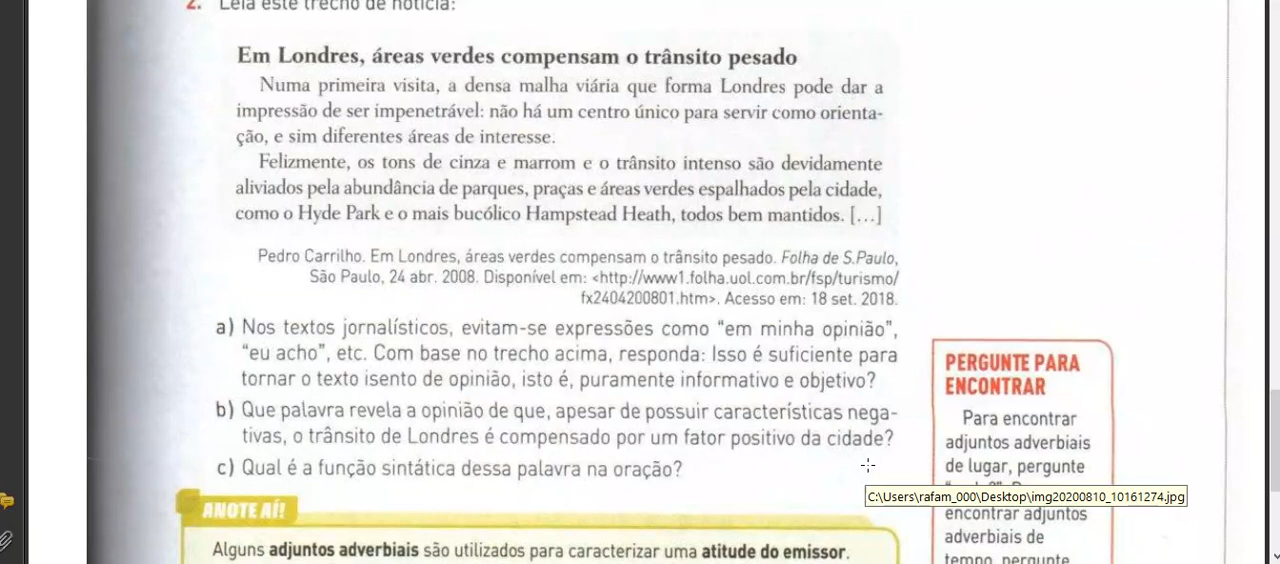 2. Leia este trecho de notícia:
Em Londres, áreas verdes compensam o trânsito pesado
Numa primeira visita, a densa malha viária que forma Londres pode dar a
impressão de ser impenetrável: não há um centro único para servir como orienta-
ção, e sim diferentes áreas de interesse.
Felizmente, os tons de cinza e marrom e o trânsito intenso são devidamente
aliviados pela abundância de parques, praças e áreas verdes espalhados pela cidade,
como o Hyde Park e o mais bucólico Hampstead Heath, todos bem mantidos. [...]
Pedro Carrilho. Em Londres, áreas verdes compensam o trânsito pesado. Folha de S.Paulo,
São Paulo, 24 abr. 2008. Disponível em: <http://www1.folha.uol.com.br/fsp/turismo/
fx2404200801.htm>. Acesso em: 18 set. 2018.
a) Nos textos jornalísticos, evitam-se expressões como “em minha opinião”,
“eu acho”, etc. Com base no trecho acima, responda: Isso é suficiente para
tornar o texto isento de opinião, isto é, puramente informativo e objetivo?
b) Que palavra revela a opinião de que, apesar de possuir características nega-
tivas, o trânsito de Londres é compensado por um fator positivo da cidade?
c) Qual é a função sintática dessa palavra na oração?
ANOTE AÍ!
Alguns adjuntos adverbiais são utilizados para caracterizar uma atitude do emissor.
PERGUNTE PARA
ENCONTRAR
Para encontrar
adjuntos adverbiais
de lugar, pergunte
C:\Users\rafam_000\Desktop\img20200810_10161274.jpg
encontrar adjuntos
adverbiais de
tempo, pergunte